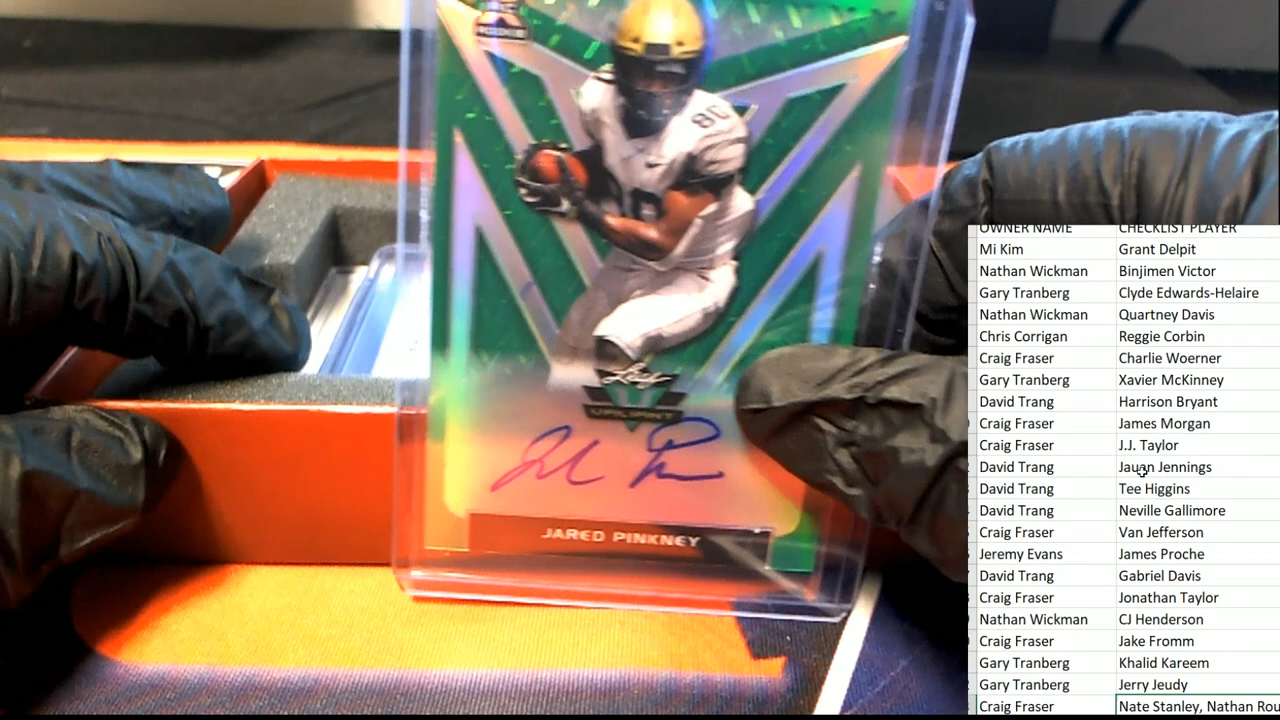 80
80
Leaf
VALIANT
JARED PINKNEY
OWNER NAME CHECKLIST PLAYER
Mi Kim Grant Delpit
Nathan Wickman Binjimen Victor
Gary Tranberg Clyde Edwards-Helaire
Nathan Wickman Quartney Davis
Chris Corrigan Reggie Corbin
Craig Fraser Charlie Woerner
Gary Tranberg Xavier McKinney
David Trang Harrison Bryant
Craig Fraser James Morgan
Craig Fraser J.J. Taylor
David Trang Jauan Jennings
David Trang Tee Higgins
David Trang Neville Gallimore
Craig Fraser Van Jefferson
Jeremy Evans James Proche
David Trang Gabriel Davis
Craig Fraser Jonathan Taylor
Nathan Wickman CJ Henderson
Craig Fraser Jake Fromm
Gary Tranberg Khalid Kareem
Gary Tranberg Jerry Jeudy
Craig Fraser Nate Stanley, Nathan Rou